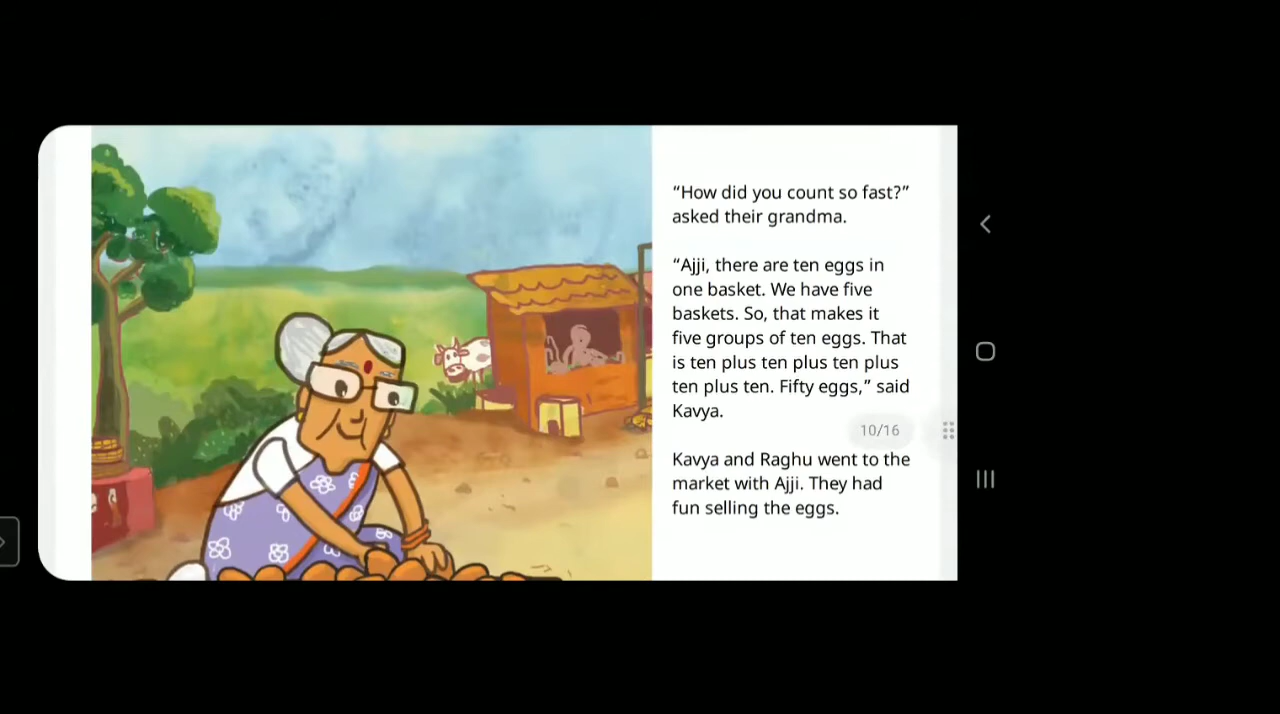 “How did you count so fast?”
asked their grandma.
“Ajji, there are ten eggs in
one basket. We have five
baskets. So, that makes it
five groups of ten eggs. That
is ten plus ten plus ten plus
ten plus ten. Fifty eggs,” said
Kavya.
10/16
Kavya and Raghu went to the
market with Ajji. They had
fun selling the eggs.